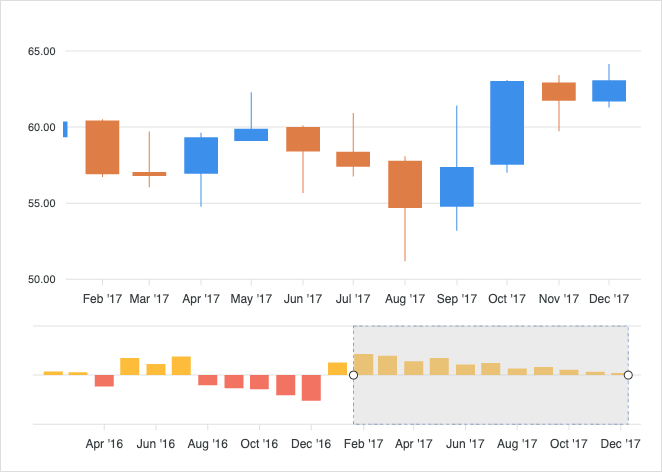 65.00
60.00
55.00
50.00
Feb '17 Mar '17 Apr '17 May '17 Jun '17 Jul '17 Aug '17 Sep '17 Oct '17 Nov '17 Dec '17
Apr '16 Jun '16 Aug '16 Oct '16 Dec '16 Feb '17 Apr '17 Jun '17 Aug '17 Oct '17 Dec '17